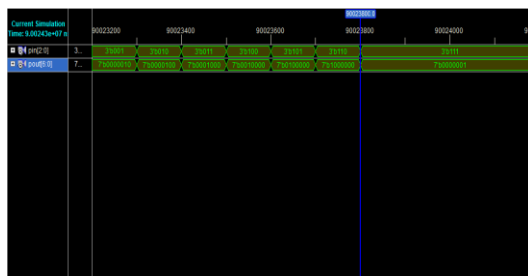 90023800.0
Current Simulation
Time: 9.00243e+07 n
90023200 90023400 90023600 90023800 90024000
pin[2:0] 3... 3'b001 3'b010 3'b011 3'b100 3'b101 3'b110 3'b111
pout[6:0] 7... 7'b0000010 7'b0000100 7'b0001000 7'b0010000 7'b0100000 7'b1000000 7'b0000001